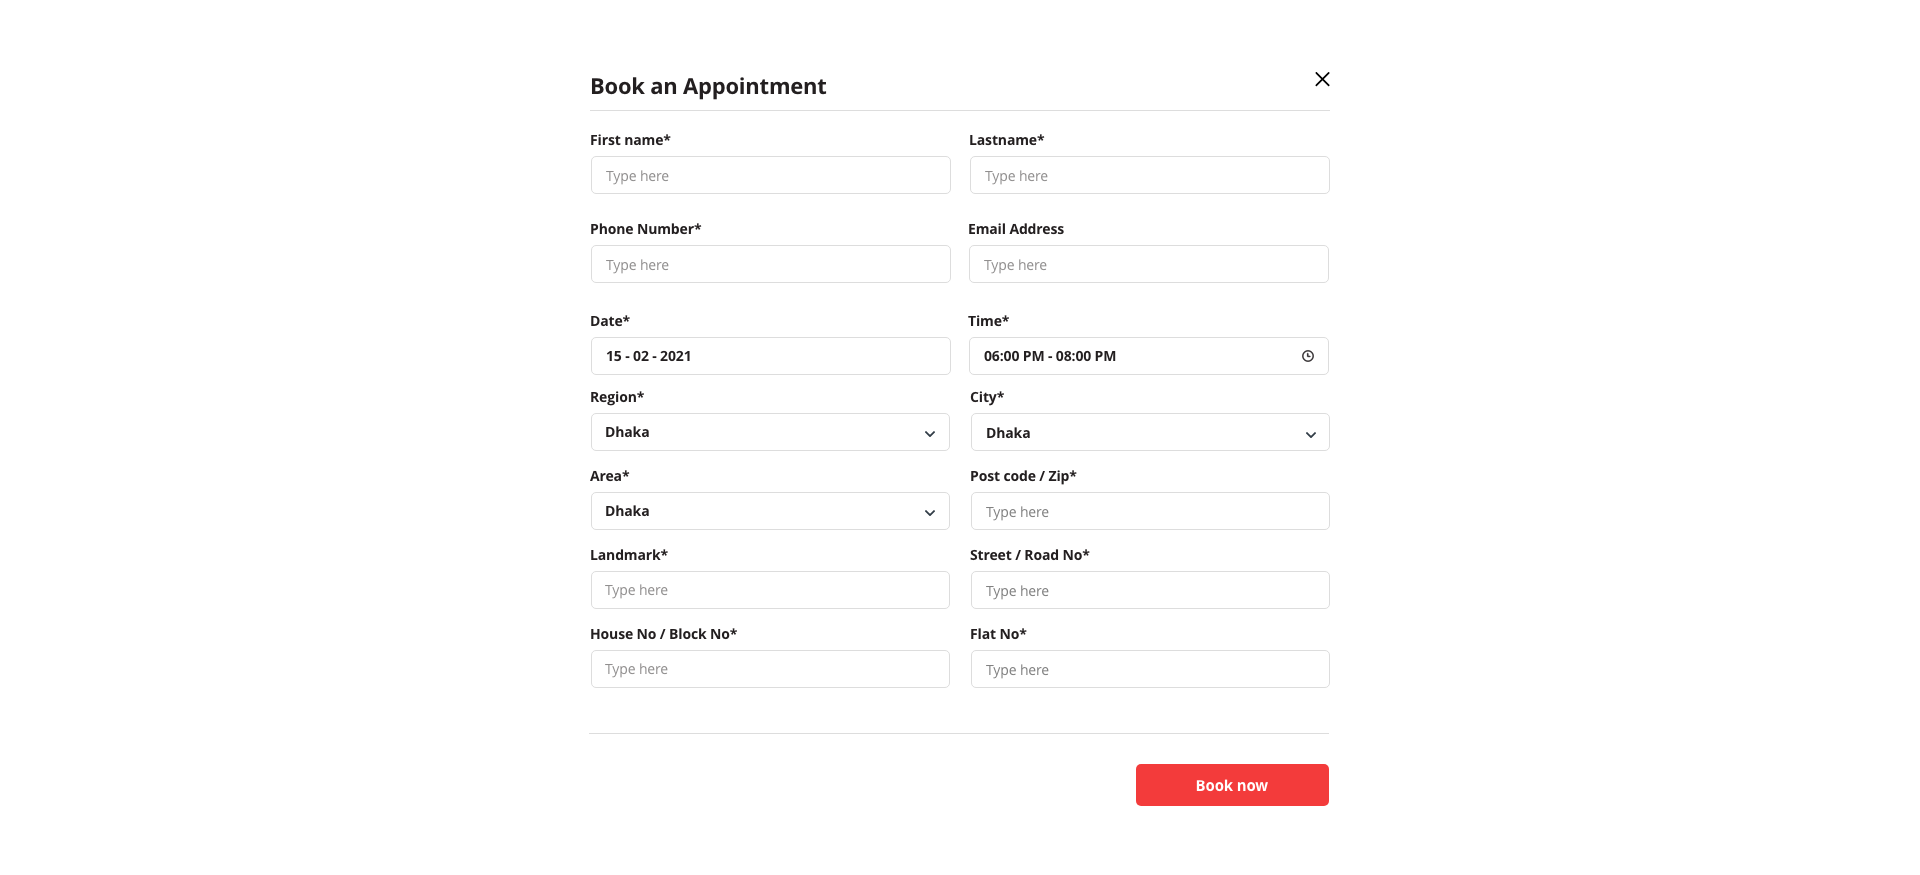 Book an Appointment
First name*
Lastname*
Type here
Type here
Phone Number*
Email Address
Type here
Type here
Date*
Time*
15 - 02 - 2021
06:00 PM - 08:00 PM
Region*
City*
Dhaka
Dhaka
Area*
Post code / Zip*
Dhaka
Type here
Landmark*
Street / Road No*
Type here
Type here
House No / Block No*
Flat No*
Type here
Type here
Book now